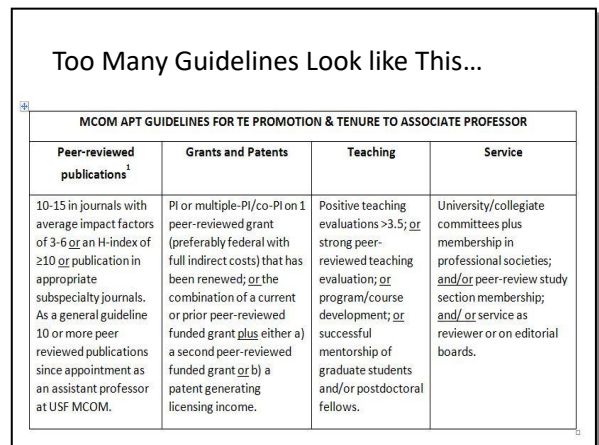 Too Many Guidelines Look like This…
MCOM APT GUIDELINES FOR TE PROMOTION & TENURE TO ASSOCIATE PROFESSOR
Peer-reviewed
publications1
Grants and Patents
Teaching
Service
10-15 in journals with
average impact factors
of 3-6 or an H-index of
≥10 or publication in
appropriate
subspecialty journals.
As a general guideline
10 or more peer
reviewed publications
since appointment as
an assistant professor
at USF MCOM.
PI or multiple-PI/co-PI on 1
peer-reviewed grant
(preferably federal with
full indirect costs) that has
been renewed; or the
combination of a current
or prior peer-reviewed
funded grant plus either a)
a second peer-reviewed
funded grant or b) a
patent generating
licensing income.
Positive teaching
evaluations >3.5; or
strong peer-
reviewed teaching
evaluation; or
program/course
development; or
successful
mentorship of
graduate students
and/or postdoctoral
fellows.
University/collegiate
committees plus
membership in
professional societies;
and/or peer-review study
section membership;
and/ or service as
reviewer or on editorial
boards.